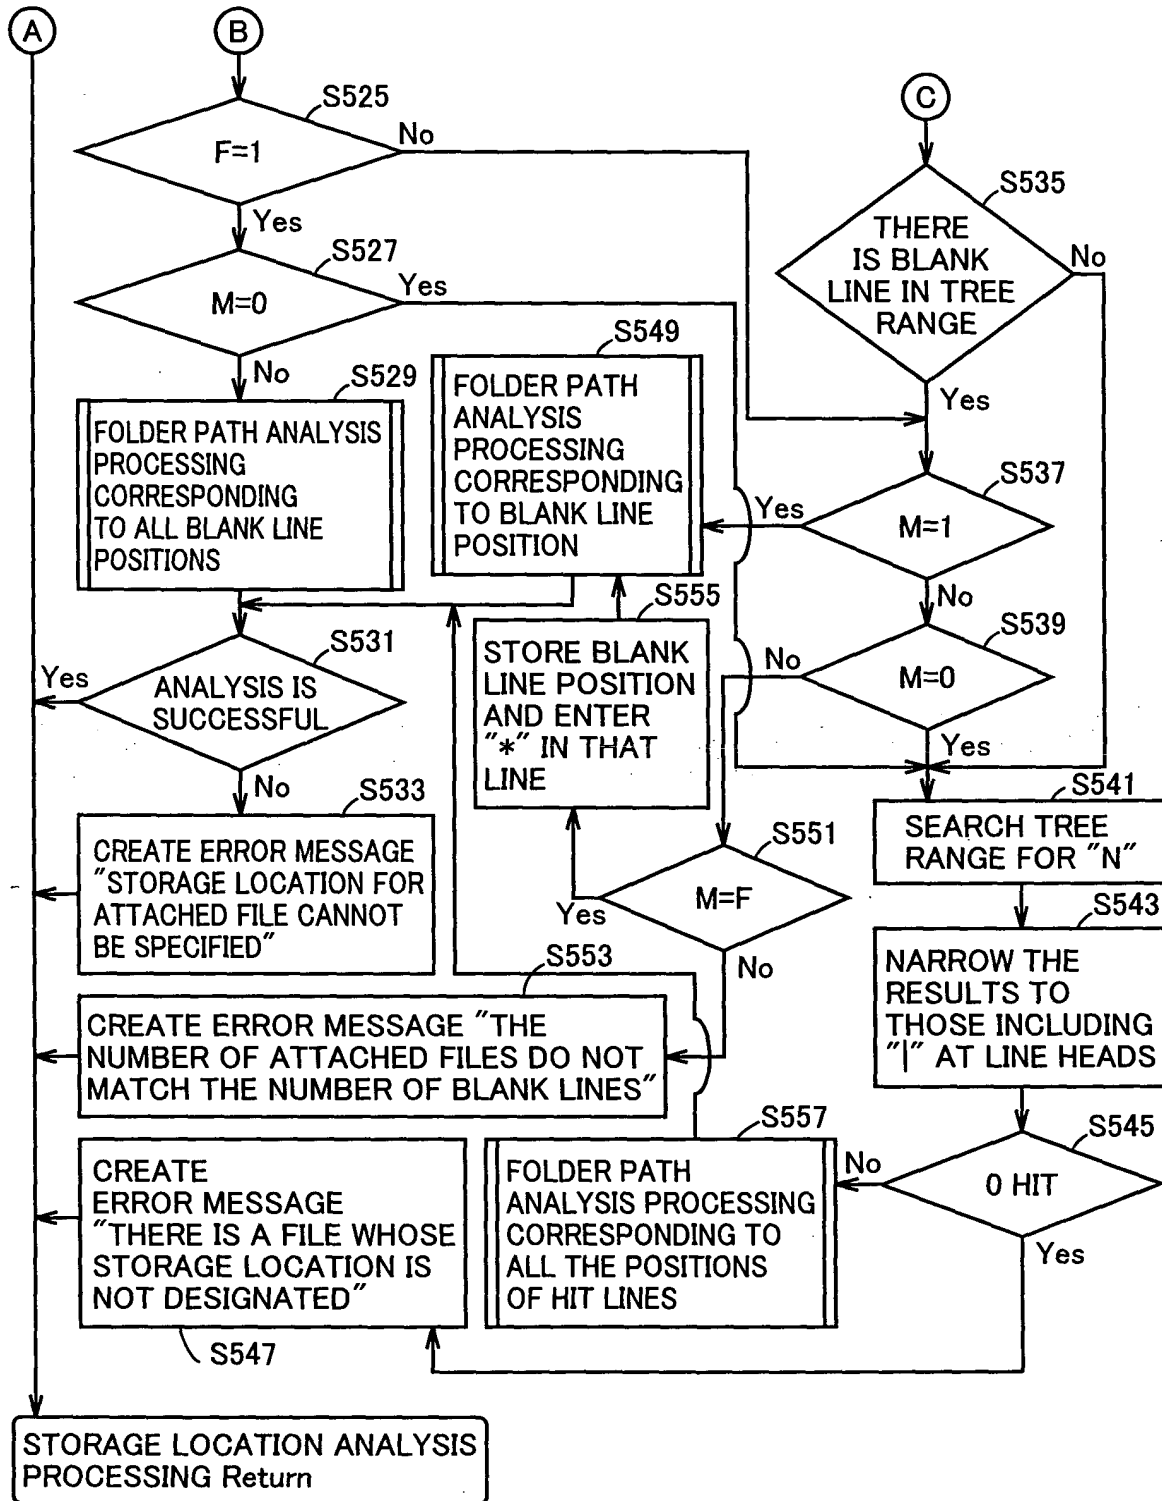 A
B
S525
F=1
No
Yes
S527
M=0
Yes
No
S529
FOLDER PATH ANALYSIS
PROCESSING
CORRESPONDING
TO ALL BLANK LINE
POSITIONS
S531
ANALYSIS IS
SUCCESSFUL
Yes
No
S533
CREATE ERROR MESSAGE
"STORAGE LOCATION FOR
ATTACHED FILE CANNOT
BE SPECIFIED"
C
S535
THERE
IS BLANK
LINE IN TREE
RANGE
No
Yes
S549
FOLDER PATH
ANALYSIS
PROCESSING
CORRESPONDING
TO BLANK LINE
POSITION
S537
M=1
Yes
No
S539
M=0
No
Yes
S555
STORE BLANK
LINE POSITION
AND ENTER
"*" IN THAT
LINE
S541
SEARCH TREE
RANGE FOR "N"
S551
M=F
Yes
No
S543
NARROW THE
RESULTS TO
THOSE INCLUDING
"|" AT LINE HEADS
S553
CREATE ERROR MESSAGE "THE
NUMBER OF ATTACHED FILES DO NOT
MATCH THE NUMBER OF BLANK LINES"
S545
0 HIT
No
Yes
S557
FOLDER PATH
ANALYSIS PROCESSING
CORRESPONDING TO
ALL THE POSITIONS
OF HIT LINES
CREATE
ERROR MESSAGE
"THERE IS A FILE WHOSE
STORAGE LOCATION IS
NOT DESIGNATED"
S547
STORAGE LOCATION ANALYSIS
PROCESSING Return